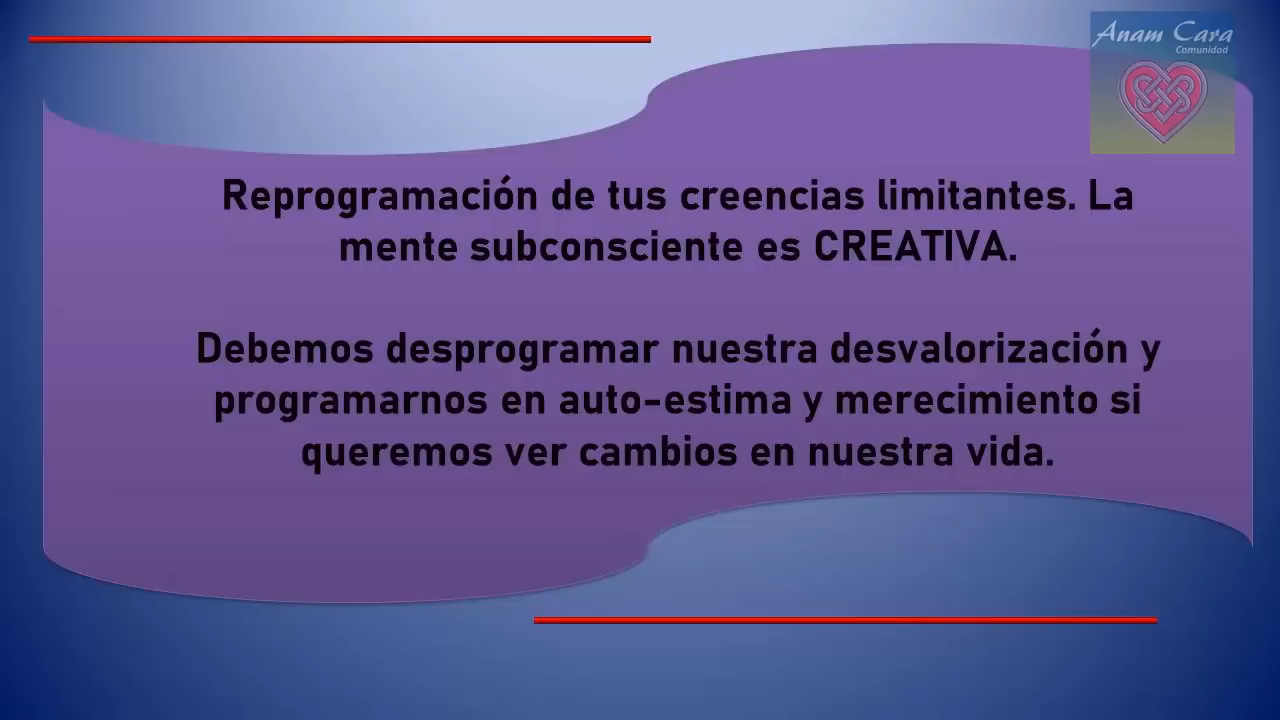 Anam Cara
Comunidad
Reprogramación de tus creencias limitantes. La
mente subconsciente es CREATIVA.
Debemos desprogramar nuestra desvalorización y
programarnos en auto-estima y merecimiento si
queremos ver cambios en nuestra vida.